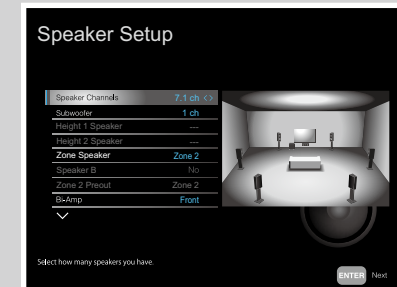 Speaker Setup
Speaker Channels 7.1 ch < >
Subwoofer 1 ch
Height 1 Speaker ---
Height 2 Speaker ---
Zone Speaker Zone 2
Speaker B No
Zone 2 Preout Zone 2
Bi-Amp Front
Select how many speakers you have.
ENTER Next